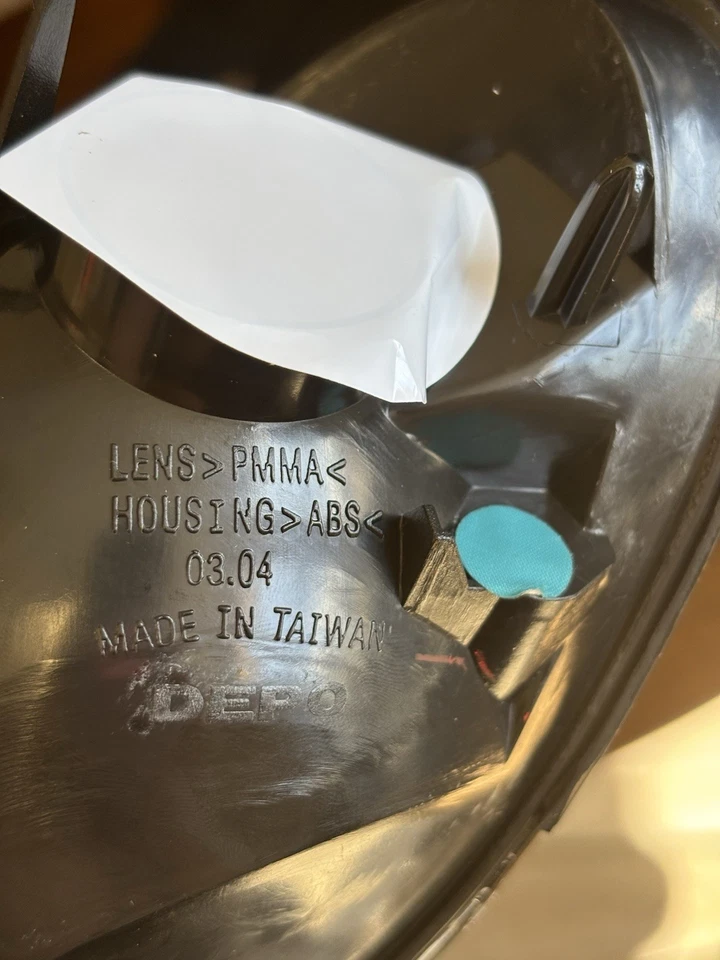 LENS>PMMA<
HOUSING>ABS<
03.04
MADE IN TAIWAN
DEPO